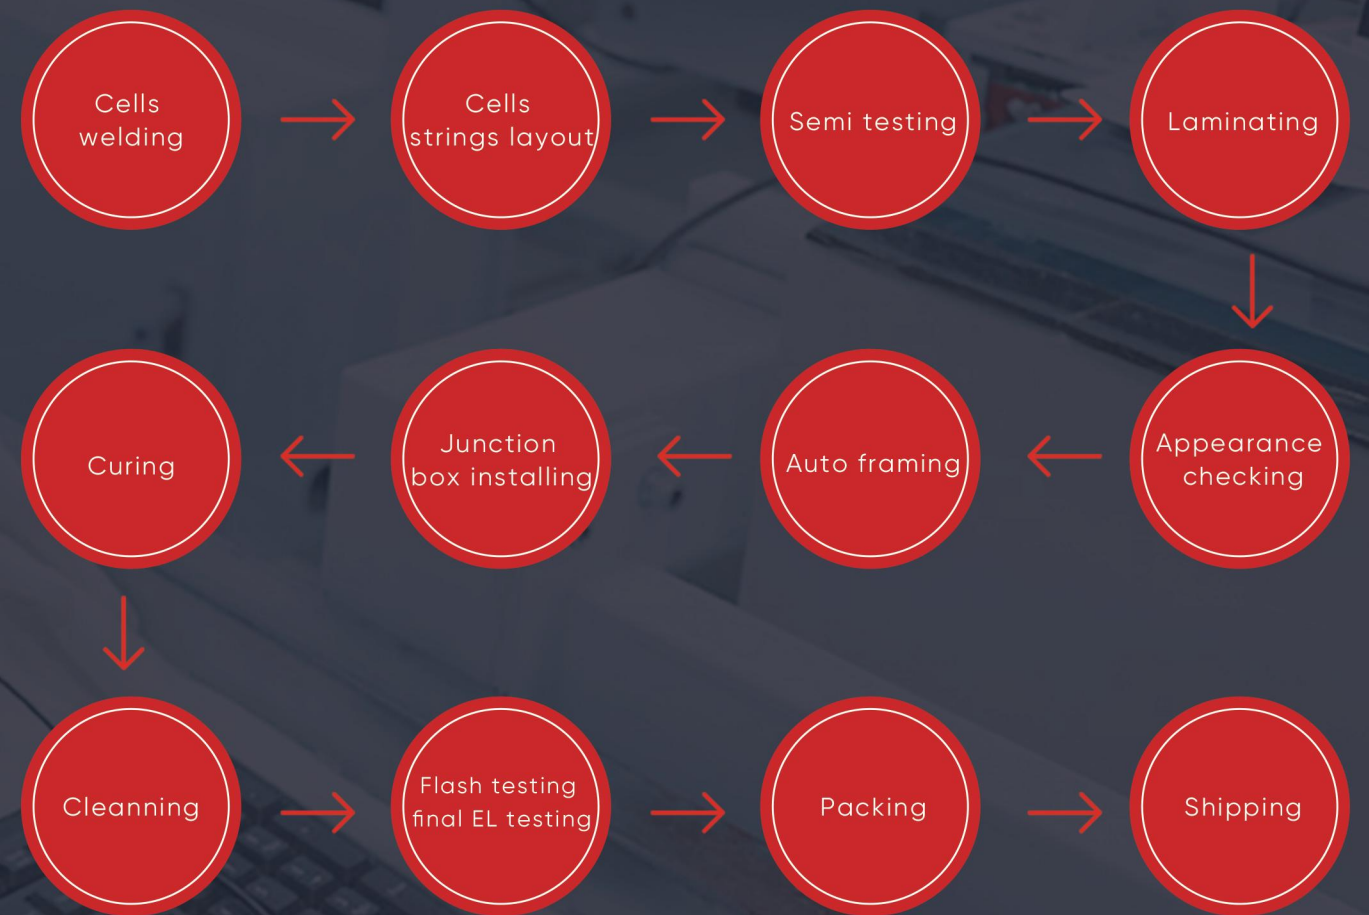 Cells
welding
Cells
strings layout
Semi testing
Laminating
Appearance
checking
Auto framing
Junction
box installing
Curing
Cleanning
Flash testing
final EL testing
Packing
Shipping